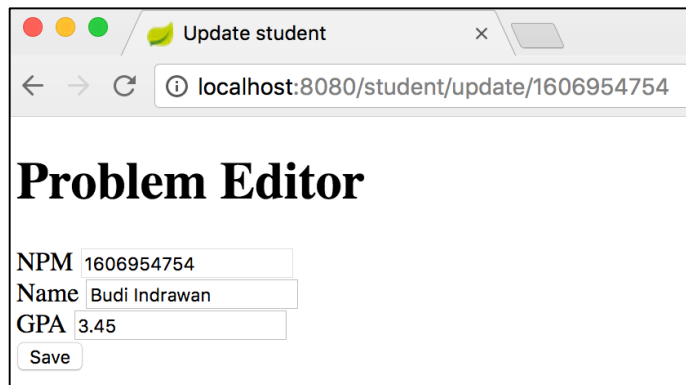 Update student
localhost:8080/student/update/1606954754
Problem Editor
NPM 1606954754
Name Budi Indrawan
GPA 3.45
Save